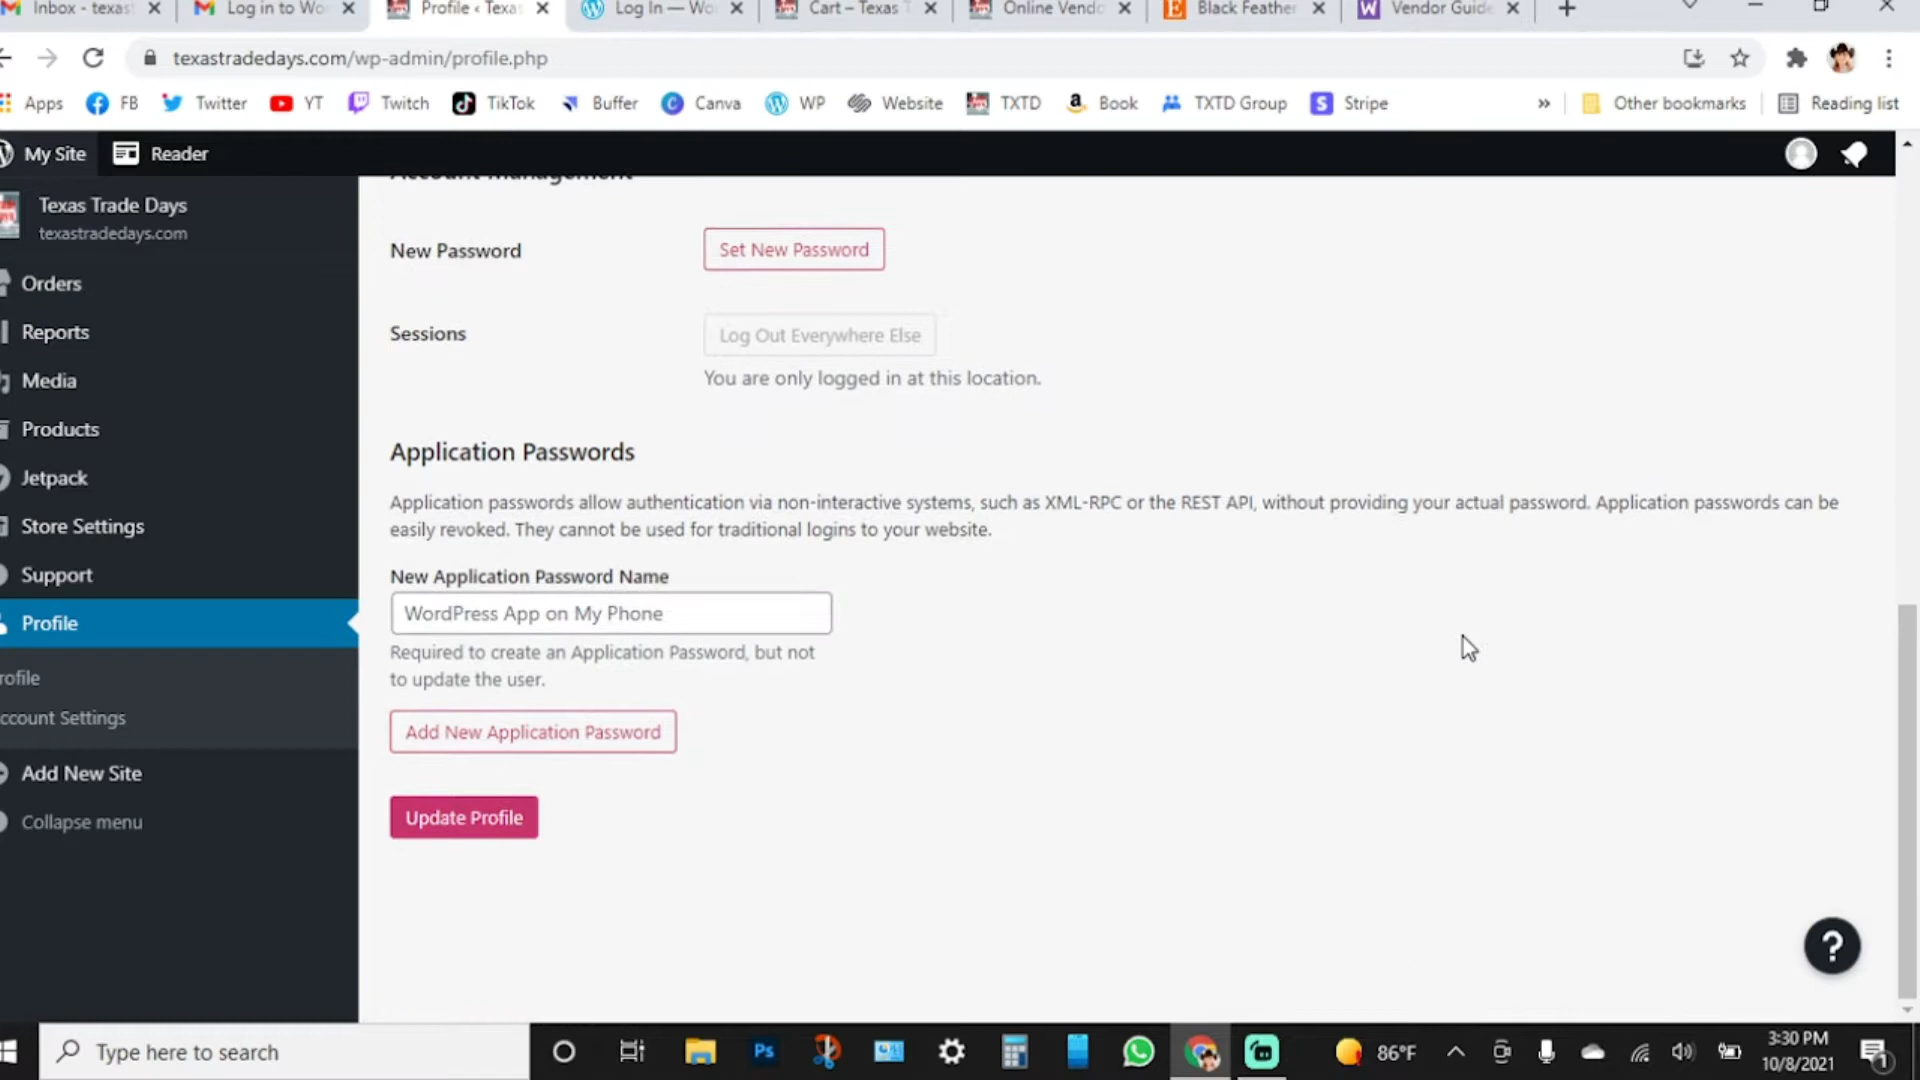 Inbox - texast
Log in to Wo
Profile ‹ Texas
Log In — Wo
Cart – Texas T
Online Vendo
Black Feather
Vendor Guide
texastradedays.com/wp-admin/profile.php
Apps
FB
Twitter
YT
Twitch
TikTok
Buffer
Canva
WP
Website
TXTD
Book
TXTD Group
Stripe
»
Other bookmarks
Reading list
My Site
Reader
Texas Trade Days
texastradedays.com
Orders
Reports
Media
Products
Jetpack
Store Settings
Support
Profile
rofile
ccount Settings
Add New Site
Collapse menu
Account Management
New Password
Set New Password
Sessions
Log Out Everywhere Else
You are only logged in at this location.
Application Passwords
Application passwords allow authentication via non-interactive systems, such as XML-RPC or the REST API, without providing your actual password. Application passwords can be
easily revoked. They cannot be used for traditional logins to your website.
New Application Password Name
WordPress App on My Phone
Required to create an Application Password, but not
to update the user.
Add New Application Password
Update Profile
?
Type here to search
Ps
86°F
3:30 PM
10/8/2021
1